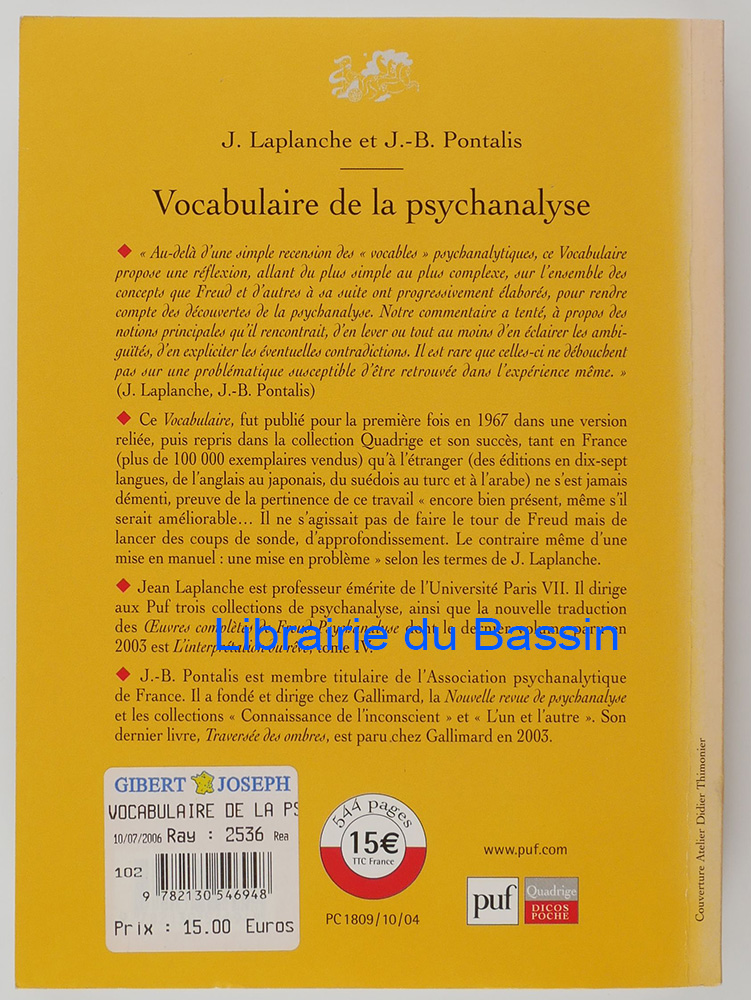 J. Laplanche et J.-B. Pontalis
Vocabulaire de la psychanalyse
« Au-delà d'une simple recension des « vocables » psychanalytiques, ce Vocabulaire
propose une réflexion, allant du plus simple au plus complexe, sur l'ensemble des
concepts que Freud et d'autres à sa suite ont progressivement élaborés, pour rendre
compte des découvertes de la psychanalyse. Notre commentaire a tenté, à propos des
notions principales qu'il rencontrait, d'en lever ou tout au moins d'en éclairer les ambi-
guïtés, d'en expliciter les éventuelles contradictions. Il est rare que celles-ci ne débouchent
pas sur une problématique susceptible d'être retrouvée dans l'expérience même. »
(J. Laplanche, J.-B. Pontalis)
Ce Vocabulaire, fut publié pour la première fois en 1967 dans une version
reliée, puis repris dans la collection Quadrige et son succès, tant en France
(plus de 100 000 exemplaires vendus) qu'à l'étranger (des éditions en dix-sept
langues, de l'anglais au japonais, du suédois au turc et à l'arabe) ne s'est jamais
démenti, preuve de la pertinence de ce travail « encore bien présent, même s'il
serait améliorable... Il ne s'agissait pas de faire le tour de Freud mais de
lancer des coups de sonde, d'approfondissement. Le contraire même d'une
mise en manuel : une mise en problème » selon les termes de J. Laplanche.
Jean Laplanche est professeur émérite de l'Université Paris VII. Il dirige
aux Puf trois collections de psychanalyse, ainsi que la nouvelle traduction
des Œuvres complètes de Freud Psychanalyse dont le dernier volume paru en
2003 est L'interprétation du rêve, tome IV.
Librairie du Bassin
J.-B. Pontalis est membre titulaire de l'Association psychanalytique
de France. Il a fondé et dirige chez Gallimard, la Nouvelle revue de psychanalyse
et les collections « Connaissance de l'inconscient » et « L'un et l'autre ». Son
dernier livre, Traversée des ombres, est paru chez Gallimard en 2003.
GIBERT JOSEPH
VOCABULAIRE DE LA PS
10/07/2006 Ray : 2536 Rea
102
9 782130 546948
Prix : 15.00 Euros
544 pages
15€
TTC France
PC 1809/10/04
www.puf.com
puf
Quadrige
DICOS
POCHE
Couverture Atelier Didier Thimonier